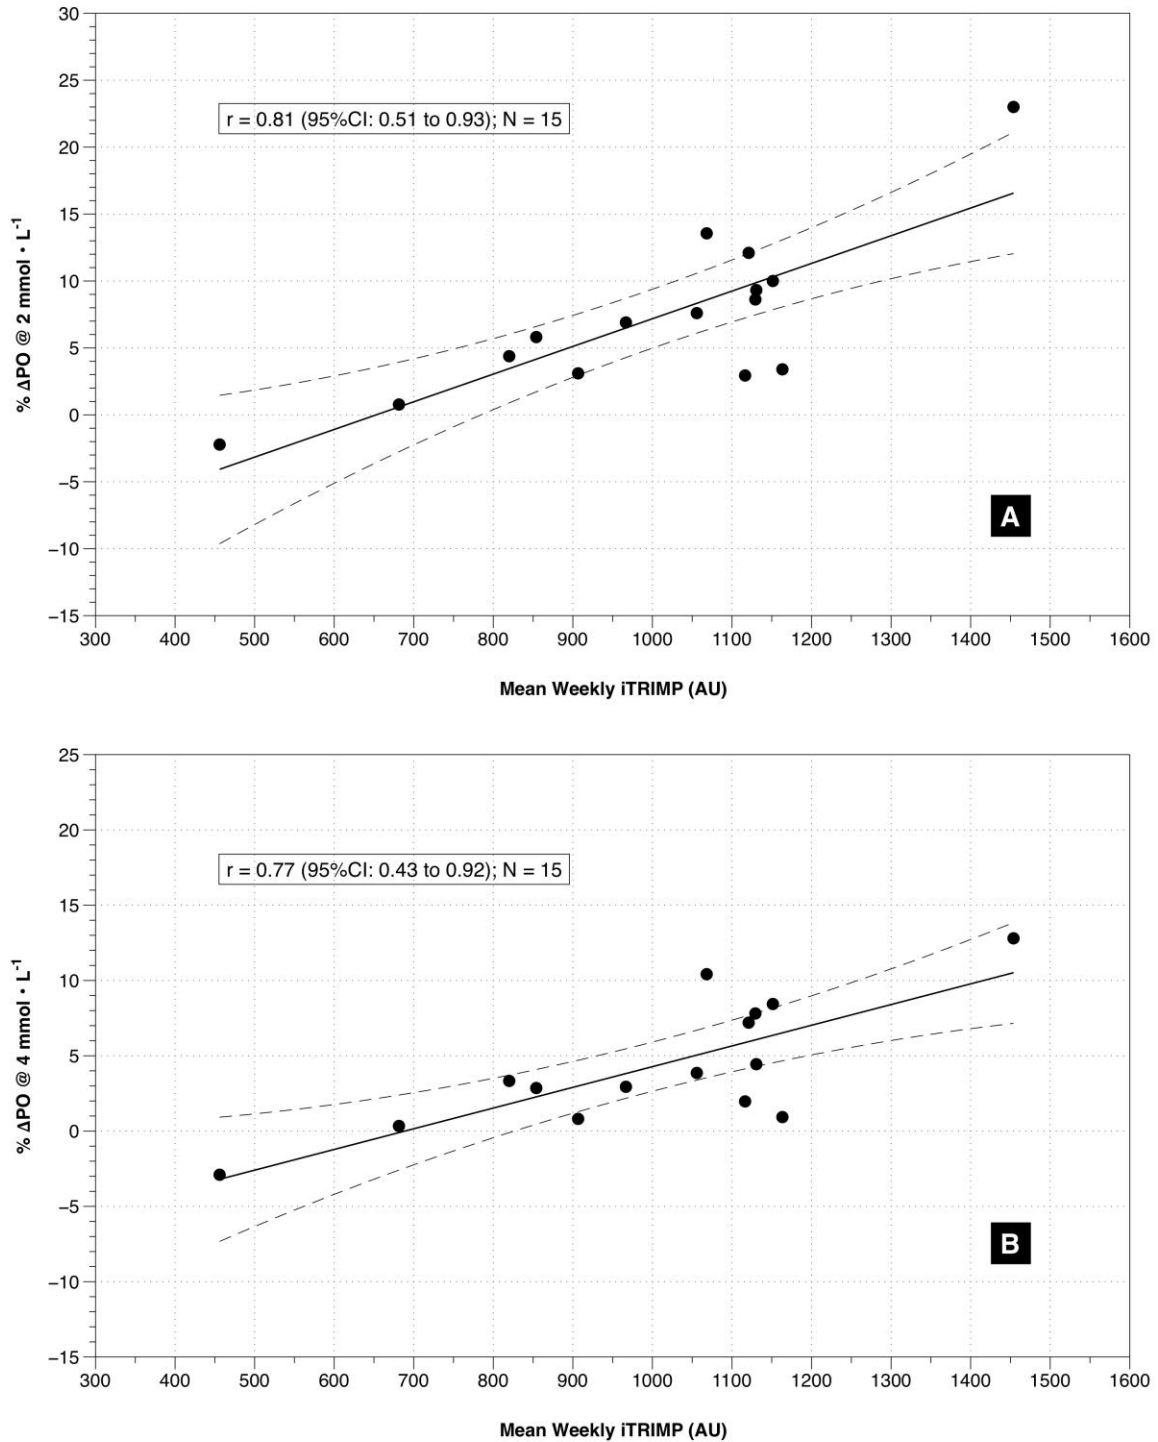 30
25
20
15
10
5
0
−5
−10
−15
% ΔPO @ 2 mmol • L⁻¹
r = 0.81 (95%CI: 0.51 to 0.93); N = 15
A
300 400 500 600 700 800 900 1000 1100 1200 1300 1400 1500 1600
Mean Weekly iTRIMP (AU)
25
20
15
10
5
0
−5
−10
−15
% ΔPO @ 4 mmol • L⁻¹
r = 0.77 (95%CI: 0.43 to 0.92); N = 15
B
300 400 500 600 700 800 900 1000 1100 1200 1300 1400 1500 1600
Mean Weekly iTRIMP (AU)